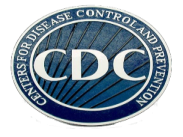 CENTERS FOR DISEASE CONTROL AND PREVENTION
CDC